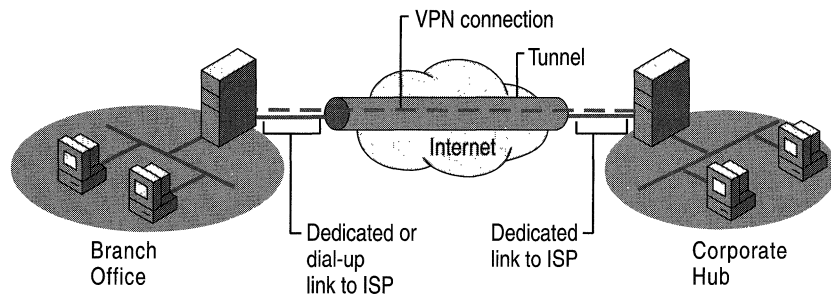 VPN connection
Tunnel
Internet
Dedicated or
dial-up
link to ISP
Dedicated
link to ISP
Branch
Office
Corporate
Hub